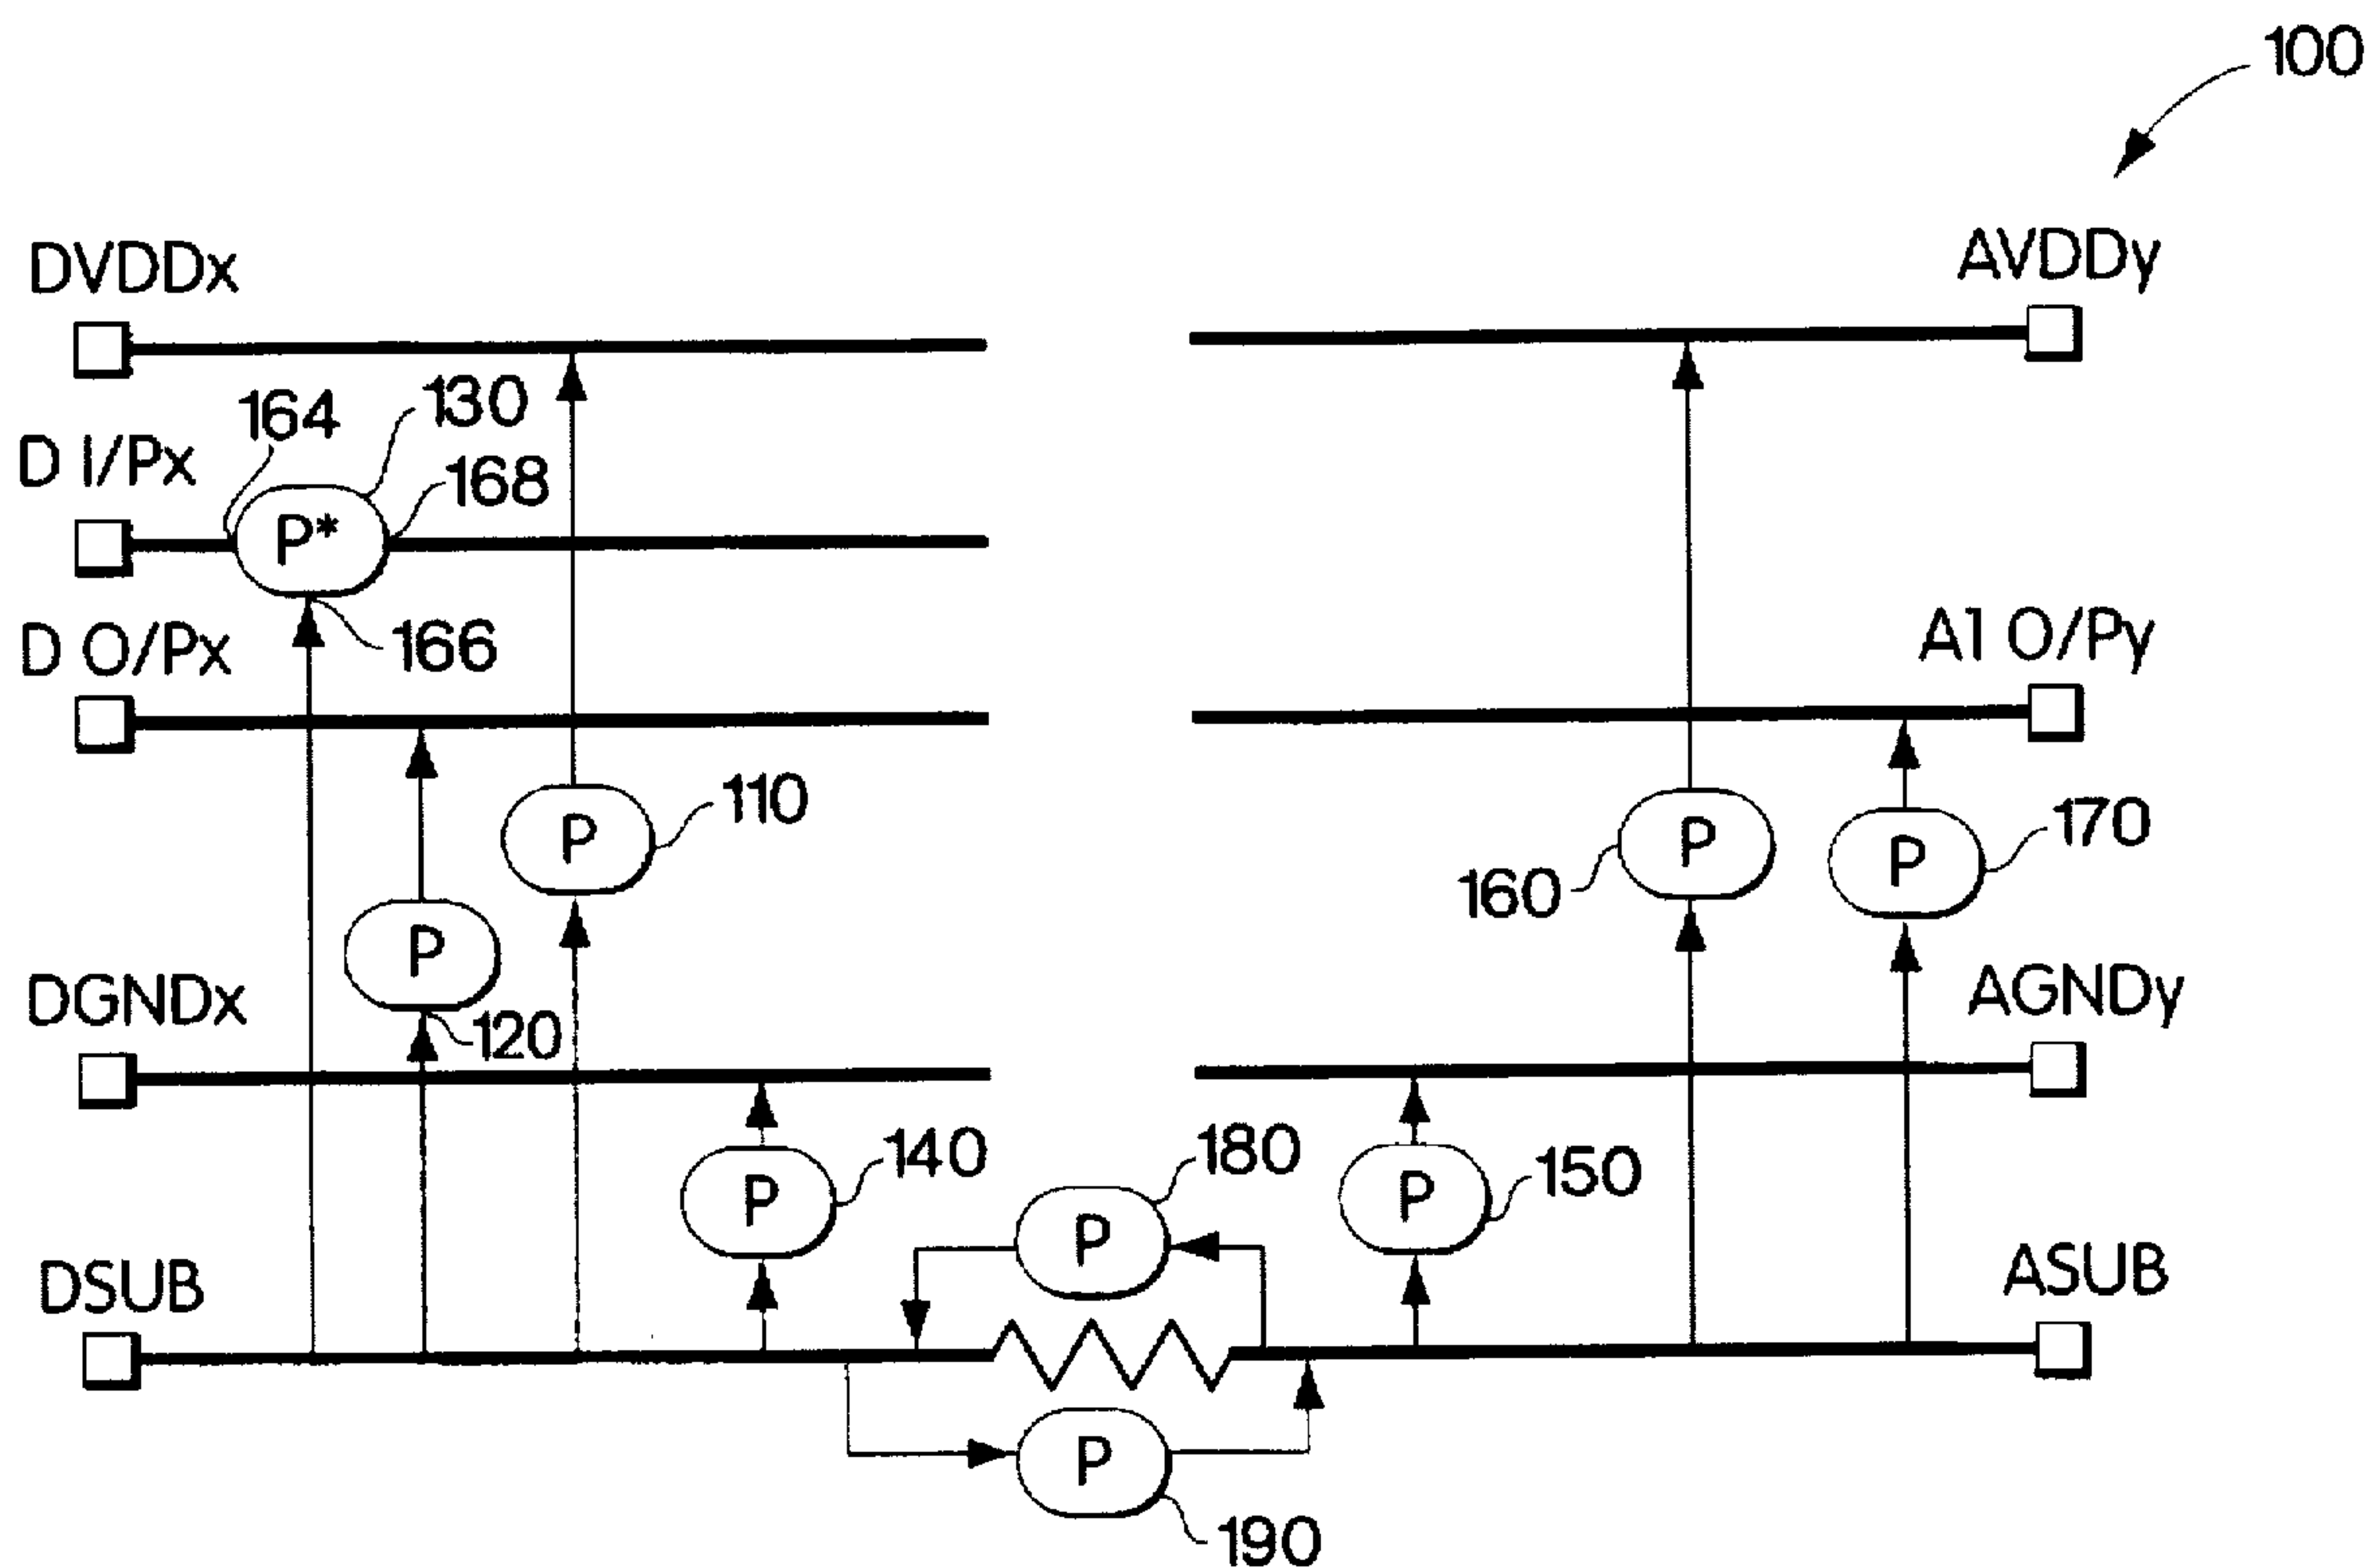 100
DVDDx
AVDDy
164
130
D I/Px
168
P*
166
D O/Px
A1 O/Py
110
P
P
170
P
160
P
P
DGNDx
120
AGNDy
140
180
150
P
P
P
DSUB
ASUB
P
190